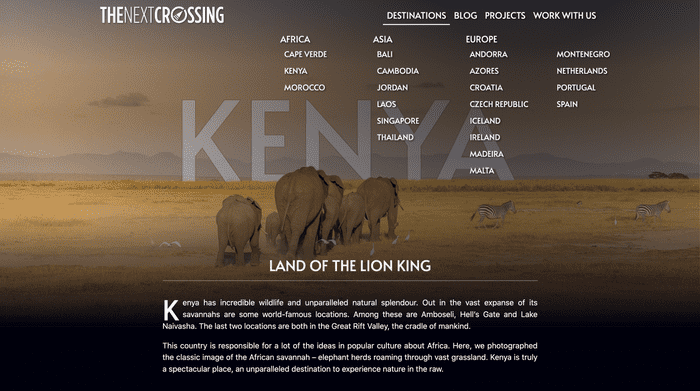 THENEXTCROSSING
DESTINATIONS BLOG PROJECTS WORK WITH US
AFRICA
CAPE VERDE
KENYA
MOROCCO
ASIA
BALI
CAMBODIA
JORDAN
LAOS
SINGAPORE
THAILAND
EUROPE
ANDORRA
AZORES
CROATIA
CZECH REPUBLIC
ICELAND
IRELAND
MADEIRA
MALTA
MONTENEGRO
NETHERLANDS
PORTUGAL
SPAIN
KENYA
LAND OF THE LION KING
Kenya has incredible wildlife and unparalleled natural splendour. Out in the vast expanse of its
savannahs are some world-famous locations. Among these are Amboseli, Hell's Gate and Lake
Naivasha. The last two locations are both in the Great Rift Valley, the cradle of mankind.
This country is responsible for a lot of the ideas in popular culture about Africa. Here, we photographed
the classic image of the African savannah – elephant herds roaming through vast grassland. Kenya is truly
a spectacular place, an unparalleled destination to experience nature in the raw.